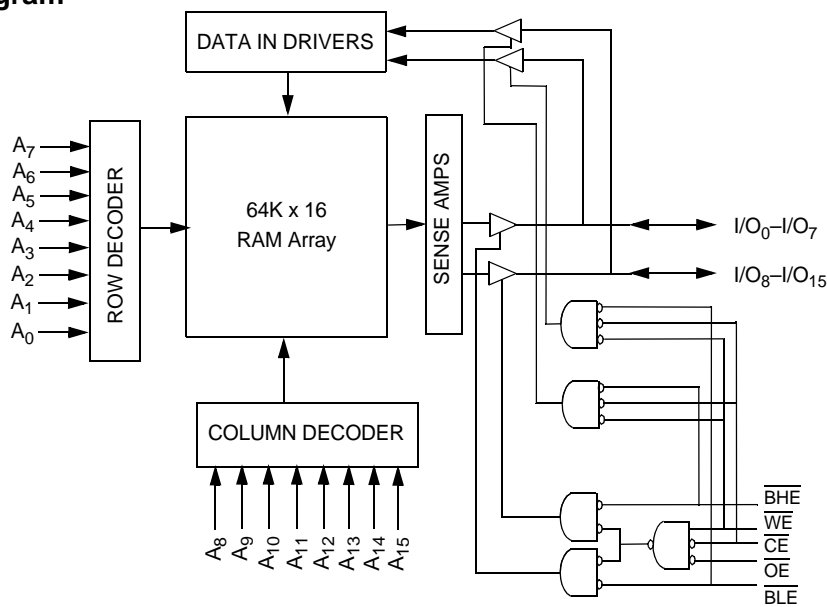 gram
DATA IN DRIVERS
A7
A6
A5
A4
A3
A2
A1
A0
ROW DECODER
64K x 16
RAM Array
SENSE AMPS
I/O0–I/O7
I/O8–I/O15
COLUMN DECODER
A8
A9
A10
A11
A12
A13
A14
A15
BHE
WE
CE
OE
BLE